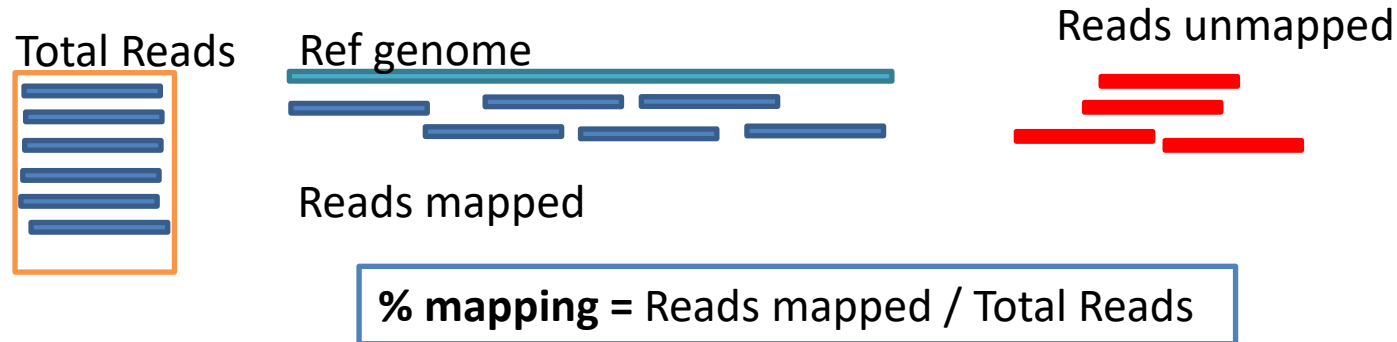 Total Reads
Ref genome
Reads unmapped
Reads mapped
% mapping = Reads mapped / Total Reads